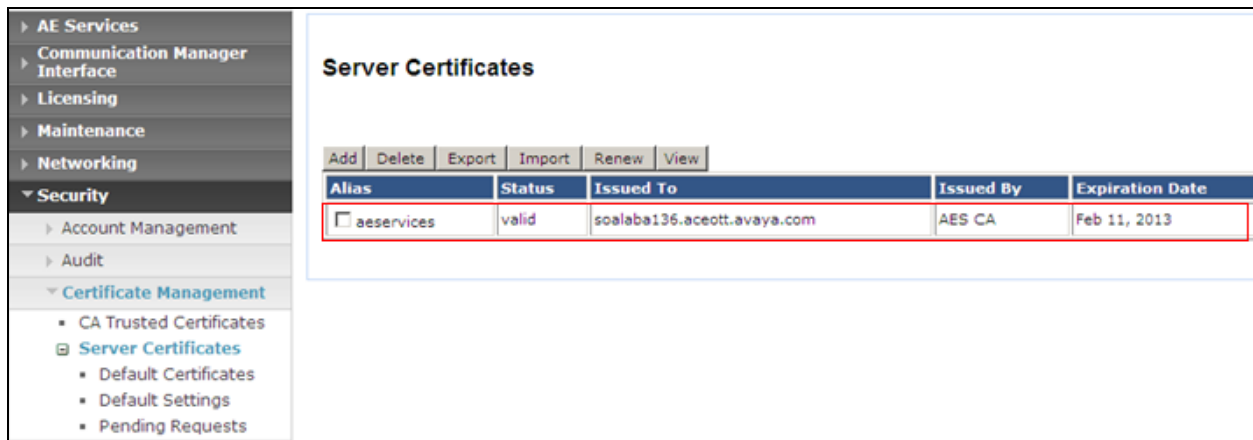 AE Services
Communication Manager
Interface
Licensing
Maintenance
Networking
Security
Account Management
Audit
Certificate Management
CA Trusted Certificates
Server Certificates
Default Certificates
Default Settings
Pending Requests
Server Certificates
Add Delete Export Import Renew View
Alias Status Issued To Issued By Expiration Date
aeservices valid soalaba136.aceott.avaya.com AES CA Feb 11, 2013